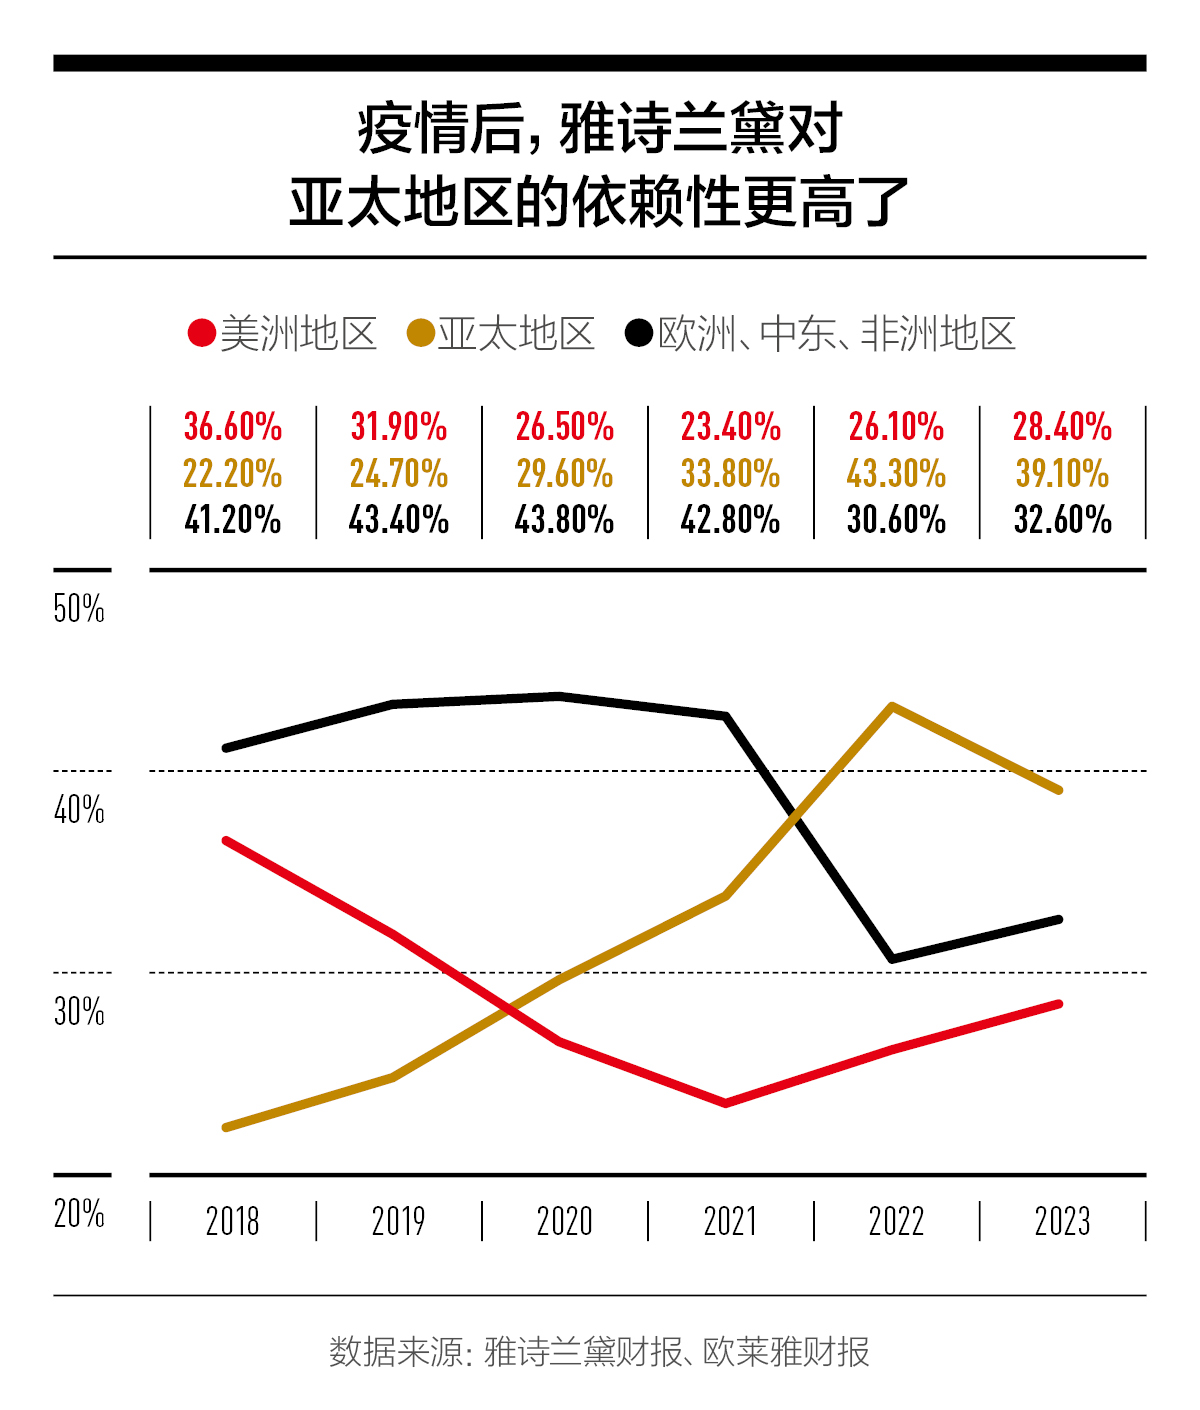 疫情后，雅诗兰黛对
亚太地区的依赖性更高了
美洲地区 亚太地区 欧洲、中东、非洲地区
36.60% 31.90% 26.50% 23.40% 26.10% 28.40%
22.20% 24.70% 29.60% 33.80% 43.30% 39.10%
41.20% 43.40% 43.80% 42.80% 30.60% 32.60%
50%
40%
30%
20%
2018 2019 2020 2021 2022 2023
数据来源：雅诗兰黛财报、欧莱雅财报